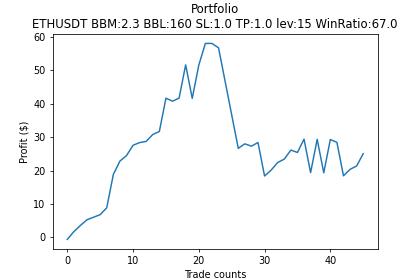 Portfolio
ETHUSDT BBM:2.3 BBL:160 SL:1.0 TP:1.0 lev:15 WinRatio:67.0
60
50
40
30
20
10
0
Profit ($)
0 10 20 30 40
Trade counts